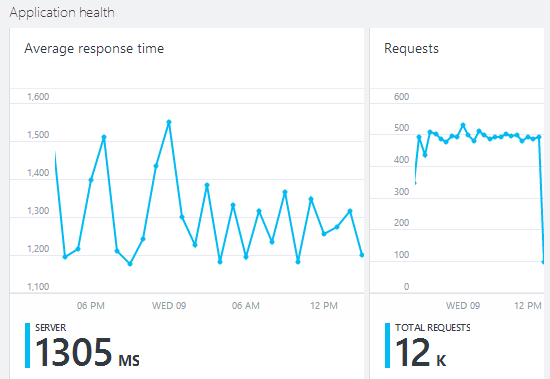 Application health
Average response time
1,600
1,500
1,400
1,300
1,200
1,100
06 PM WED 09 06 AM 12 PM
SERVER
1305 MS
Requests
600
500
400
300
200
100
0
WED 09 12 PM
TOTAL REQUESTS
12 K